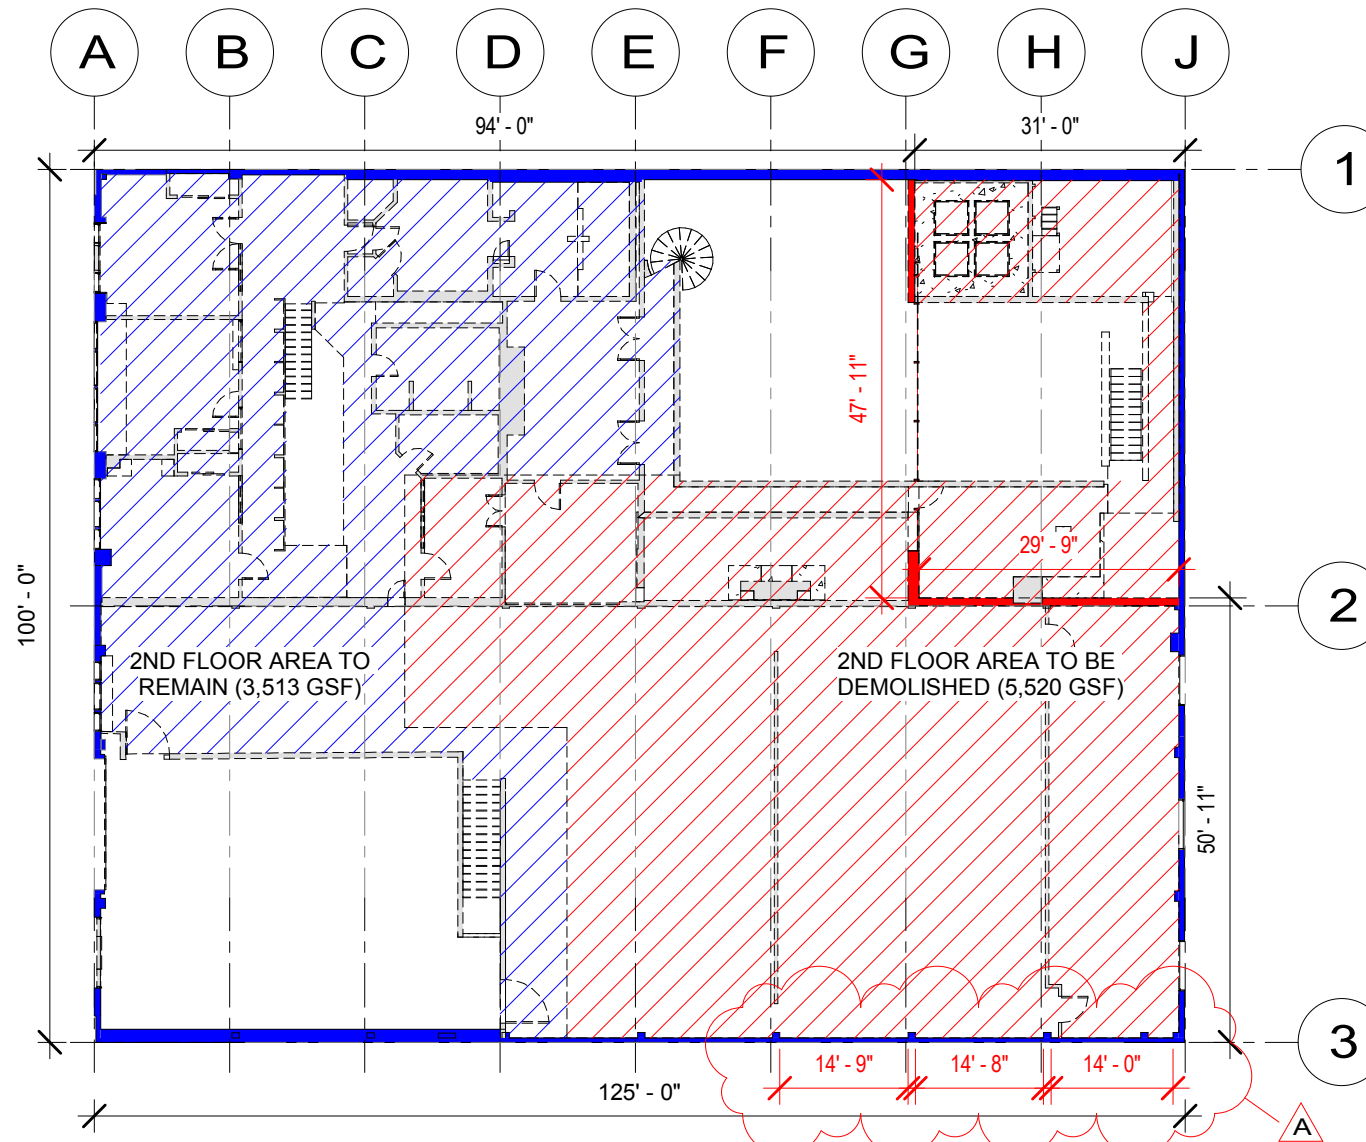 A
B
C
D
E
F
G
H
J
94' - 0"
31' - 0"
1
47' - 11"
100' - 0"
29' - 9"
2
2ND FLOOR AREA TO
REMAIN (3,513 GSF)
2ND FLOOR AREA TO BE
DEMOLISHED (5,520 GSF)
50' - 11"
3
14' - 9"
14' - 8"
14' - 0"
125' - 0"
A